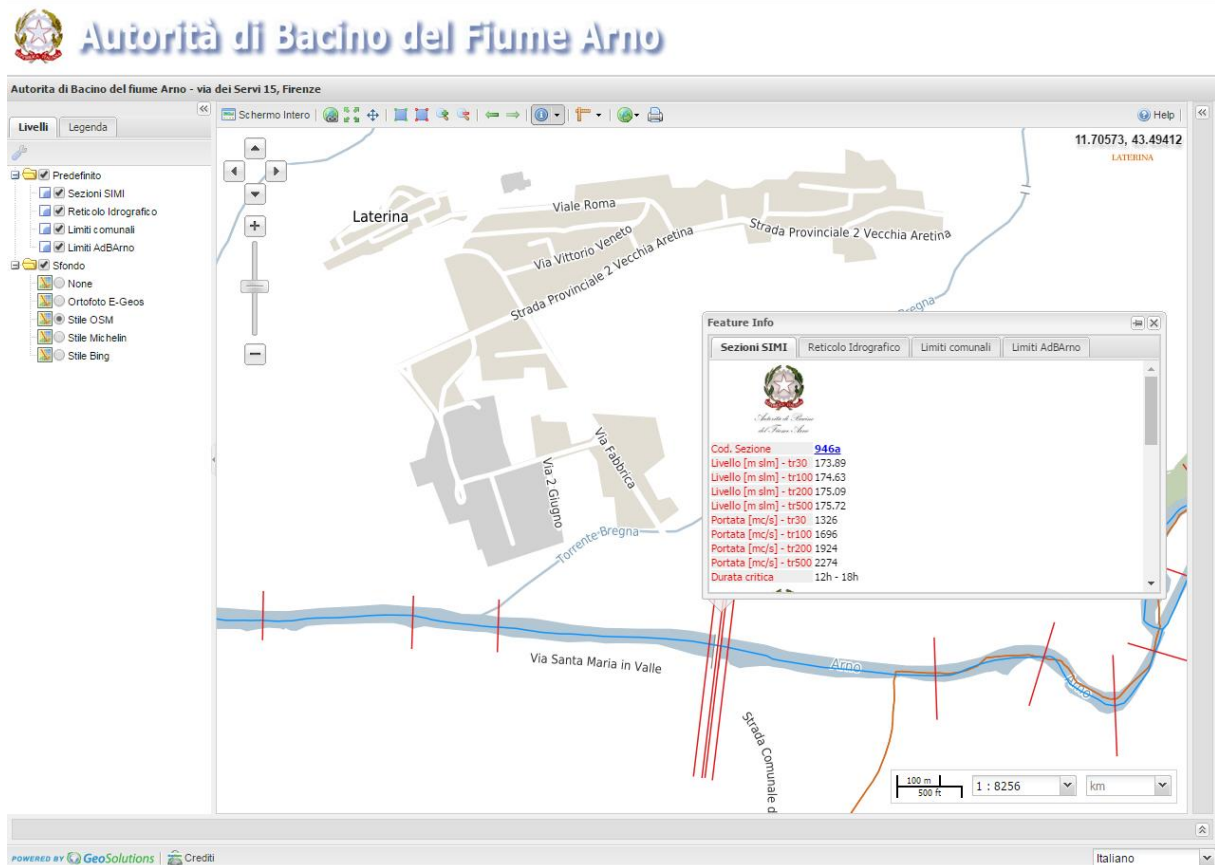 Autorità di Bacino del Fiume Arno
Autorita di Bacino del fiume Arno - via dei Servi 15, Firenze
Livelli Legenda
Schermo Intero
Help
Predefinito
Sezioni SIMI
Reticolo Idrografico
Limiti comunali
Limiti AdBArno
Sfondo
None
Ortofoto E-Geos
Stile OSM
Stile Michelin
Stile Bing
11.70573, 43.49412
LATERINA
Laterina
Viale Roma
Via Vittorio Veneto
Strada Provinciale 2 Vecchia Aretina
Strada Provinciale 2 Vecchia Aretina
Bregna
Feature Info
Sezioni SIMI Reticolo Idrografico Limiti comunali Limiti AdBArno
Autorità di Bacino
del Fiume Arno
Cod. Sezione 946a
Livello [m slm] - tr30 173.89
Livello [m slm] - tr100 174.63
Livello [m slm] - tr200 175.09
Livello [m slm] - tr500 175.72
Portata [mc/s] - tr30 1326
Portata [mc/s] - tr100 1696
Portata [mc/s] - tr200 1924
Portata [mc/s] - tr500 2274
Durata critica 12h - 18h
Via Fabbrica
Via 2 Giugno
Torrente Bregna
Via Santa Maria in Valle
Arno
Arno
Strada Comunale d
100 m
500 ft
1 : 8256
km
POWERED BY GeoSolutions Crediti
Italiano